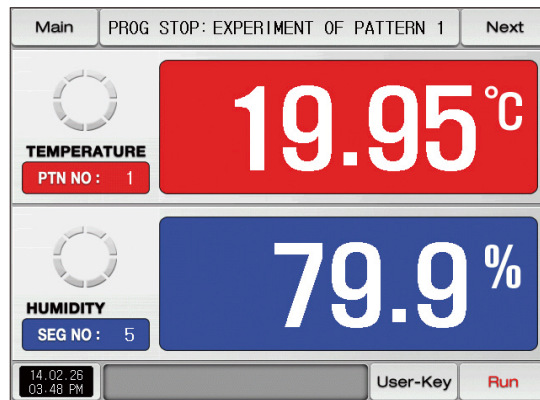 Main PROG STOP: EXPERIMENT OF PATTERN 1 Next
19.95 °C
TEMPERATURE
PTN NO : 1
79.9 %
HUMIDITY
SEG NO : 5
14.02.26
03.48 PM
User-Key Run